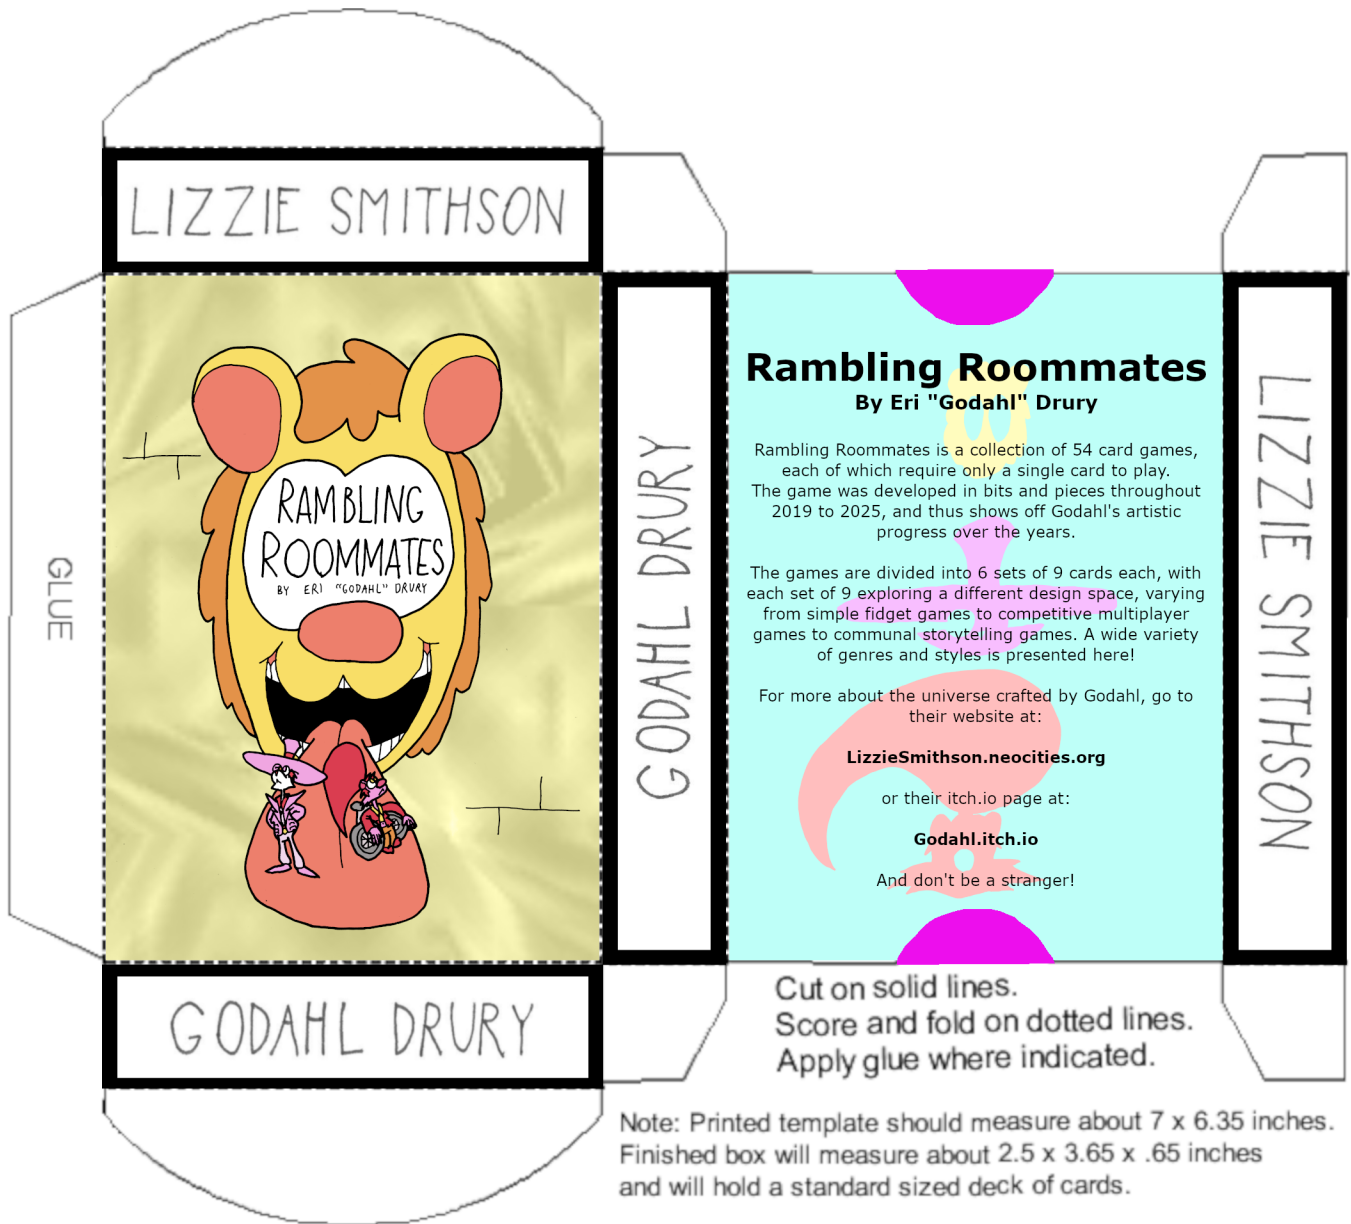 LIZZIE SMITHSON
GLUE
RAMBLING
ROOMMATES
BY ERI "GODAHL" DRURY
GODAHL DRURY
GODAHL DRURY
Rambling Roommates
By Eri "Godahl" Drury
Rambling Roommates is a collection of 54 card games,
each of which require only a single card to play.
The game was developed in bits and pieces throughout
2019 to 2025, and thus shows off Godahl's artistic
progress over the years.
The games are divided into 6 sets of 9 cards each, with
each set of 9 exploring a different design space, varying
from simple fidget games to competitive multiplayer
games to communal storytelling games. A wide variety
of genres and styles is presented here!
For more about the universe crafted by Godahl, go to
their website at:
LizzieSmithson.neocities.org
or their itch.io page at:
Godahl.itch.io
And don't be a stranger!
LIZZIE SMITHSON
Cut on solid lines.
Score and fold on dotted lines.
Apply glue where indicated.
Note: Printed template should measure about 7 x 6.35 inches.
Finished box will measure about 2.5 x 3.65 x .65 inches
and will hold a standard sized deck of cards.